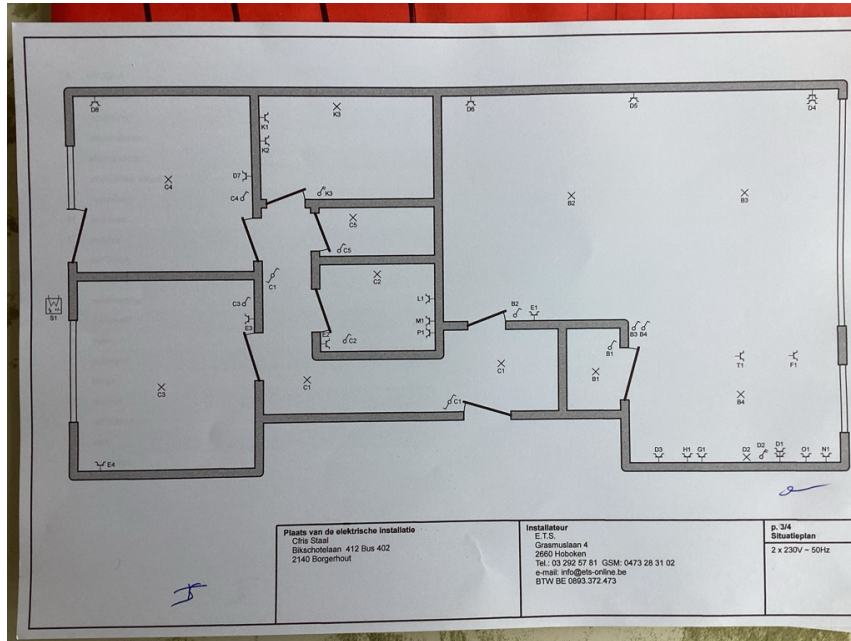 D8
K1
K2
K3
D6
D5
D4
D7
C4
C4
K3
C5
C5
B2
B3
C1
C2
C3
S1
L1
M1
P1
B2
E1
B3 B4
B1
C2
C3
C1
C1
B1
T1
F1
B4
C1
E4
D3
H1
G1
D2
D2
D1
O1
N1
Plaats van de elektrische installatie
Cfris Staal
Bikschotelaan 412 Bus 402
2140 Borgerhout
Installateur
E.T.S.
Grasmuslaan 4
2660 Hoboken
Tel.: 03 292 57 81 GSM: 0473 28 31 02
e-mail: info@ets-online.be
BTW BE 0893.372.473
p. 3/4
Situatieplan
2 x 230V ~ 50Hz